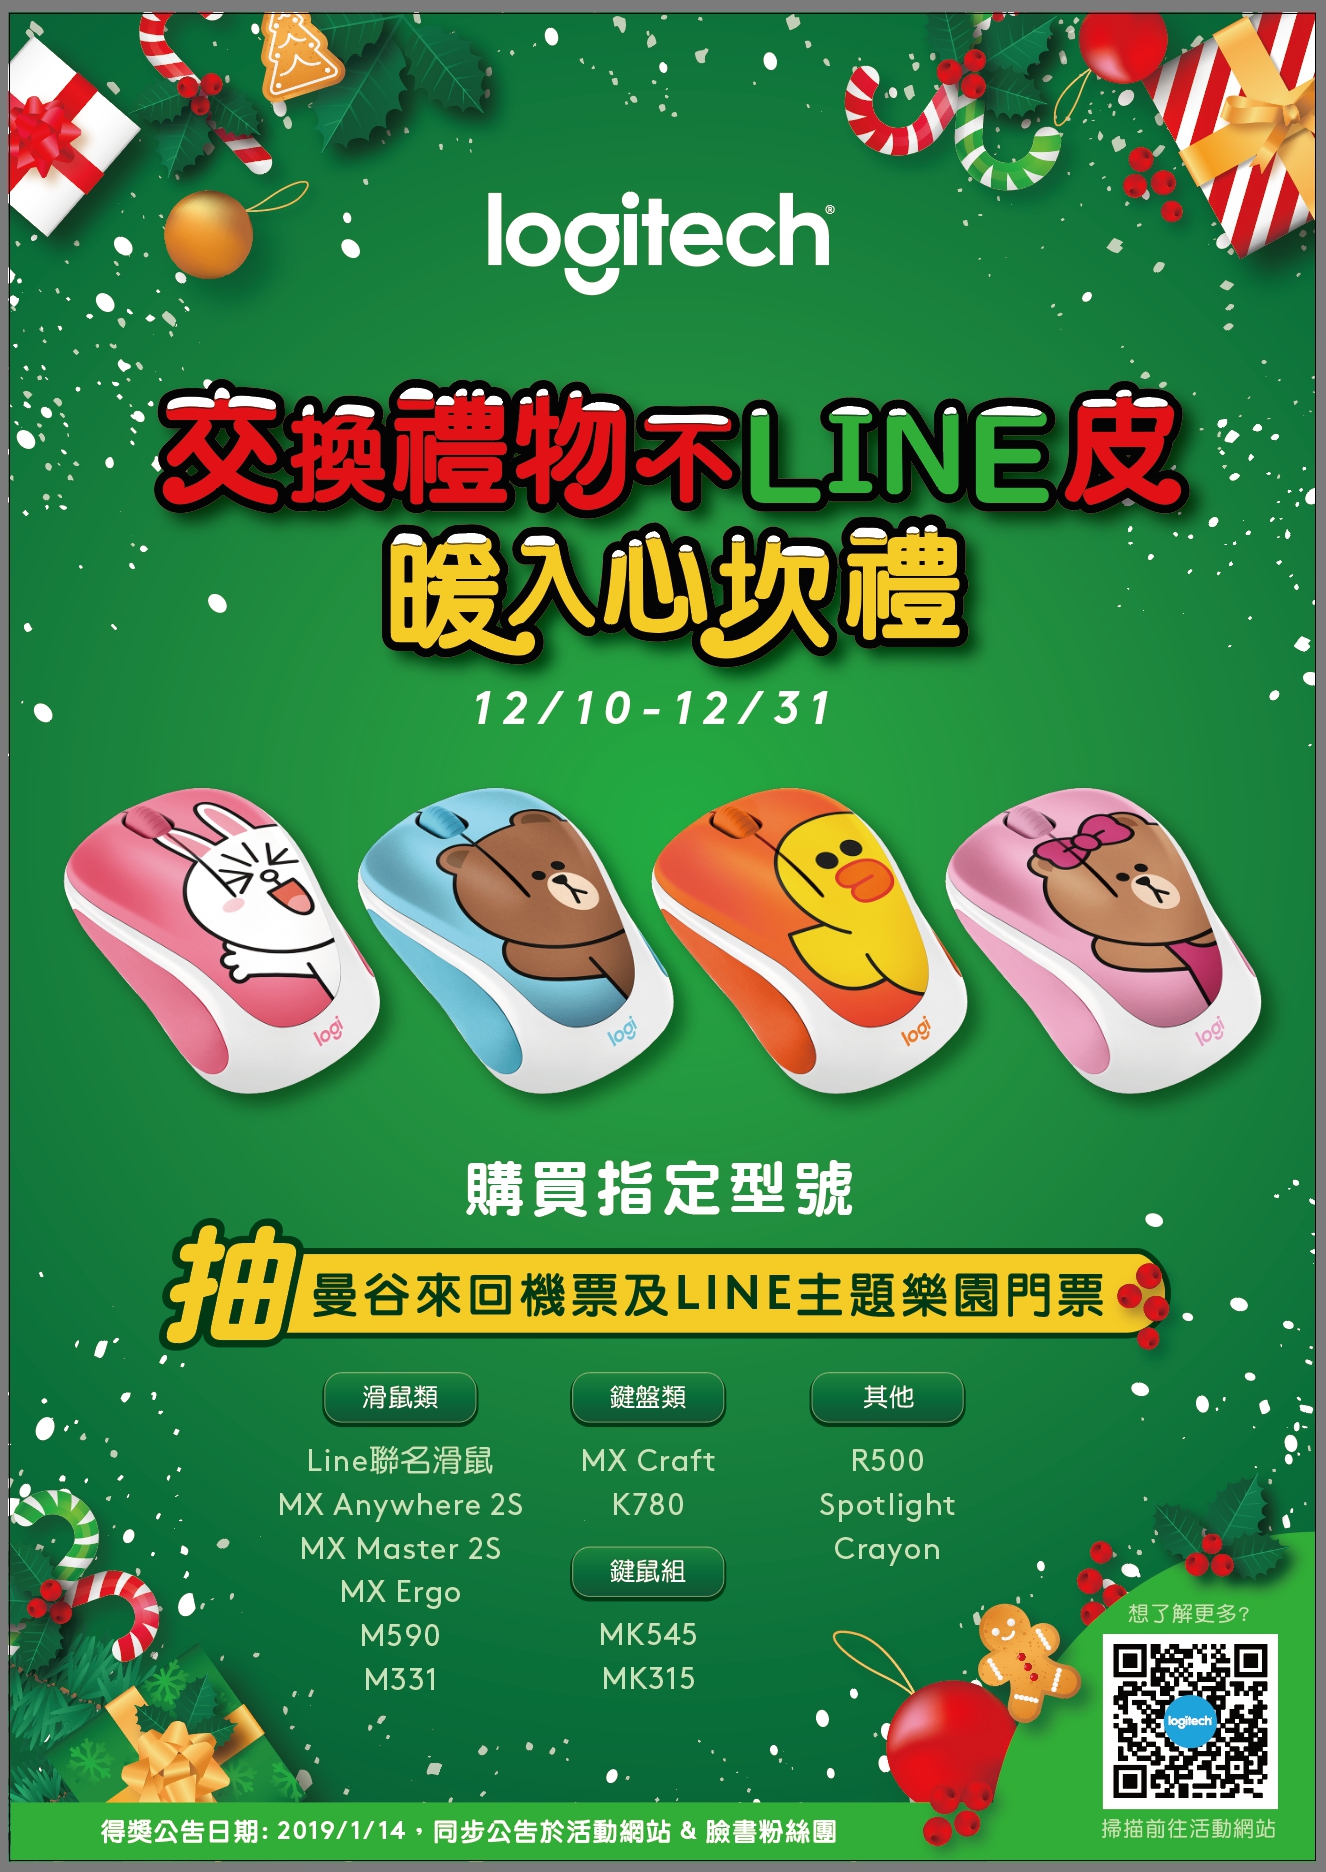 logitech®
交換禮物不LINE皮
暖入心坎禮
12/10-12/31
logi
logi
logi
logi
購買指定型號
抽 曼谷來回機票及LINE主題樂園門票
滑鼠類
Line聯名滑鼠
MX Anywhere 2S
MX Master 2S
MX Ergo
M590
M331
鍵盤類
MX Craft
K780
鍵鼠組
MK545
MK315
其他
R500
Spotlight
Crayon
想了解更多?
logitech
掃描前往活動網站
得獎公告日期: 2019/1/14，同步公告於活動網站 & 臉書粉絲團